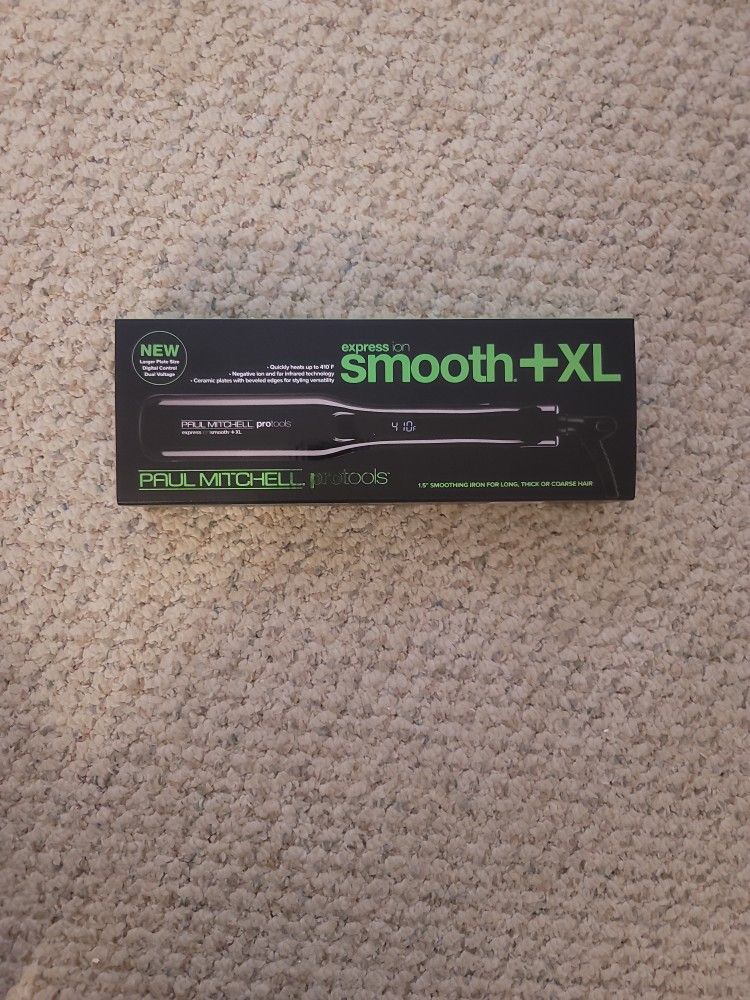 NEW
Larger Plate Size
Digital Control
Dual Voltage
• Quickly heats up to 410°F
• Negative ion and far infrared technology
• Ceramic plates with beveled edges for styling versatility
express ion
smooth.+XL
PAUL MITCHELL protools
express ion smooth+XL
410F
PAUL MITCHELL. protools™
1.5" SMOOTHING IRON FOR LONG, THICK OR COARSE HAIR